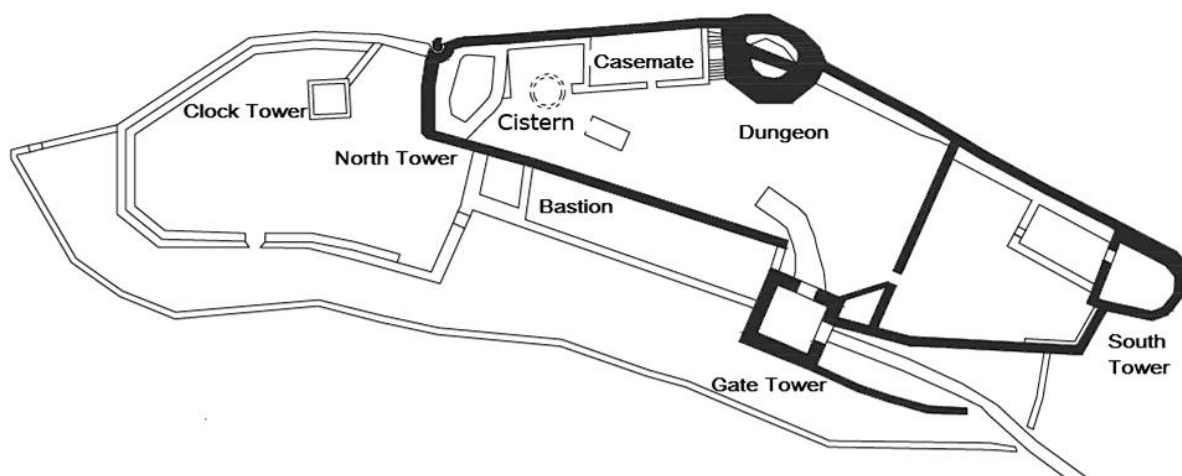 Casemate
Clock Tower
Cistern
Dungeon
North Tower
Bastion
South
Tower
Gate Tower